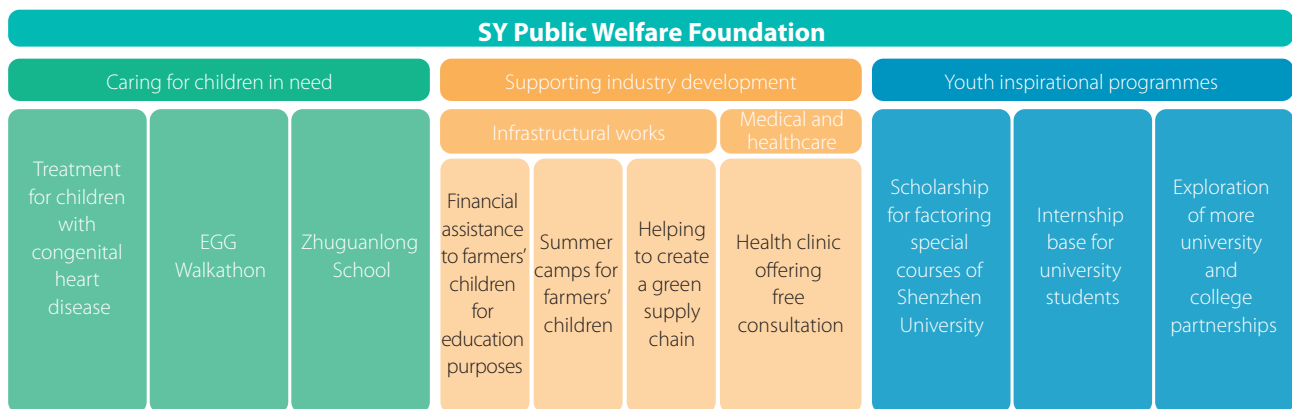 SY Public Welfare Foundation
Caring for children in need
Treatment
for children
with
congenital
heart
disease
EGG
Walkathon
Zhuguanlong
School
Supporting industry development
Infrastructural works
Financial
assistance
to farmers’
children
for
education
purposes
Summer
camps for
farmers’
children
Helping
to create
a green
supply
chain
Medical and
healthcare
Health clinic
offering
free
consultation
Youth inspirational programmes
Scholarship
for factoring
special
courses of
Shenzhen
University
Internship
base for
university
students
Exploration
of more
university
and
college
partnerships